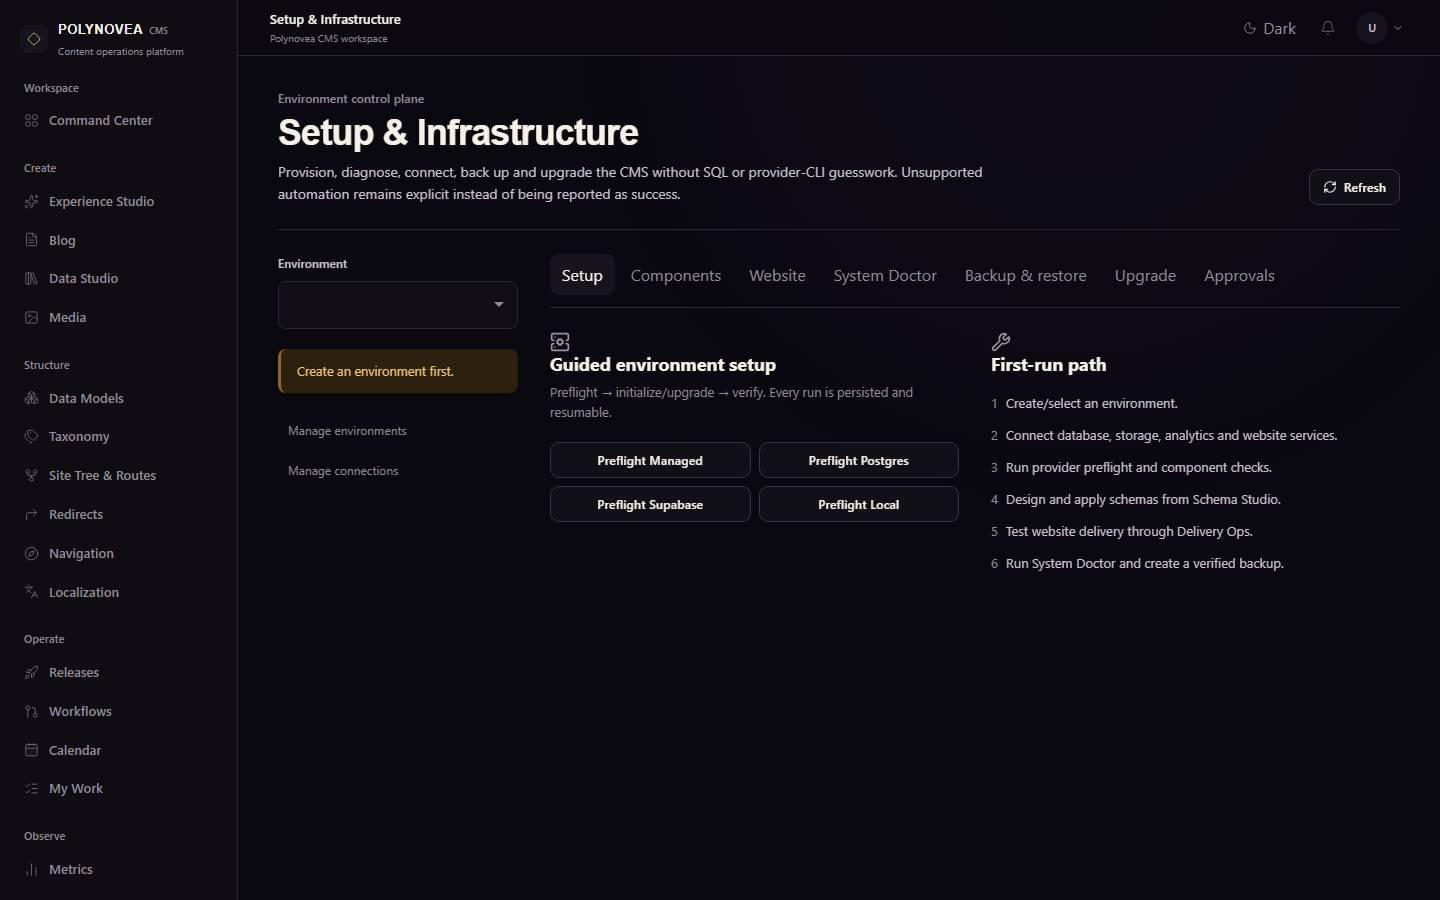 POLYNOVEA CMS
Content operations platform
Workspace
Command Center
Create
Experience Studio
Blog
Data Studio
Media
Structure
Data Models
Taxonomy
Site Tree & Routes
Redirects
Navigation
Localization
Operate
Releases
Workflows
Calendar
My Work
Observe
Metrics
Setup & Infrastructure
Polynovea CMS workspace
Dark
U
Environment control plane
Setup & Infrastructure
Provision, diagnose, connect, back up and upgrade the CMS without SQL or provider-CLI guesswork. Unsupported
automation remains explicit instead of being reported as success.
Refresh
Environment
Create an environment first.
Manage environments
Manage connections
Setup Components Website System Doctor Backup & restore Upgrade Approvals
Guided environment setup
Preflight → initialize/upgrade → verify. Every run is persisted and
resumable.
Preflight Managed Preflight Postgres
Preflight Supabase Preflight Local
First-run path
1 Create/select an environment.
2 Connect database, storage, analytics and website services.
3 Run provider preflight and component checks.
4 Design and apply schemas from Schema Studio.
5 Test website delivery through Delivery Ops.
6 Run System Doctor and create a verified backup.